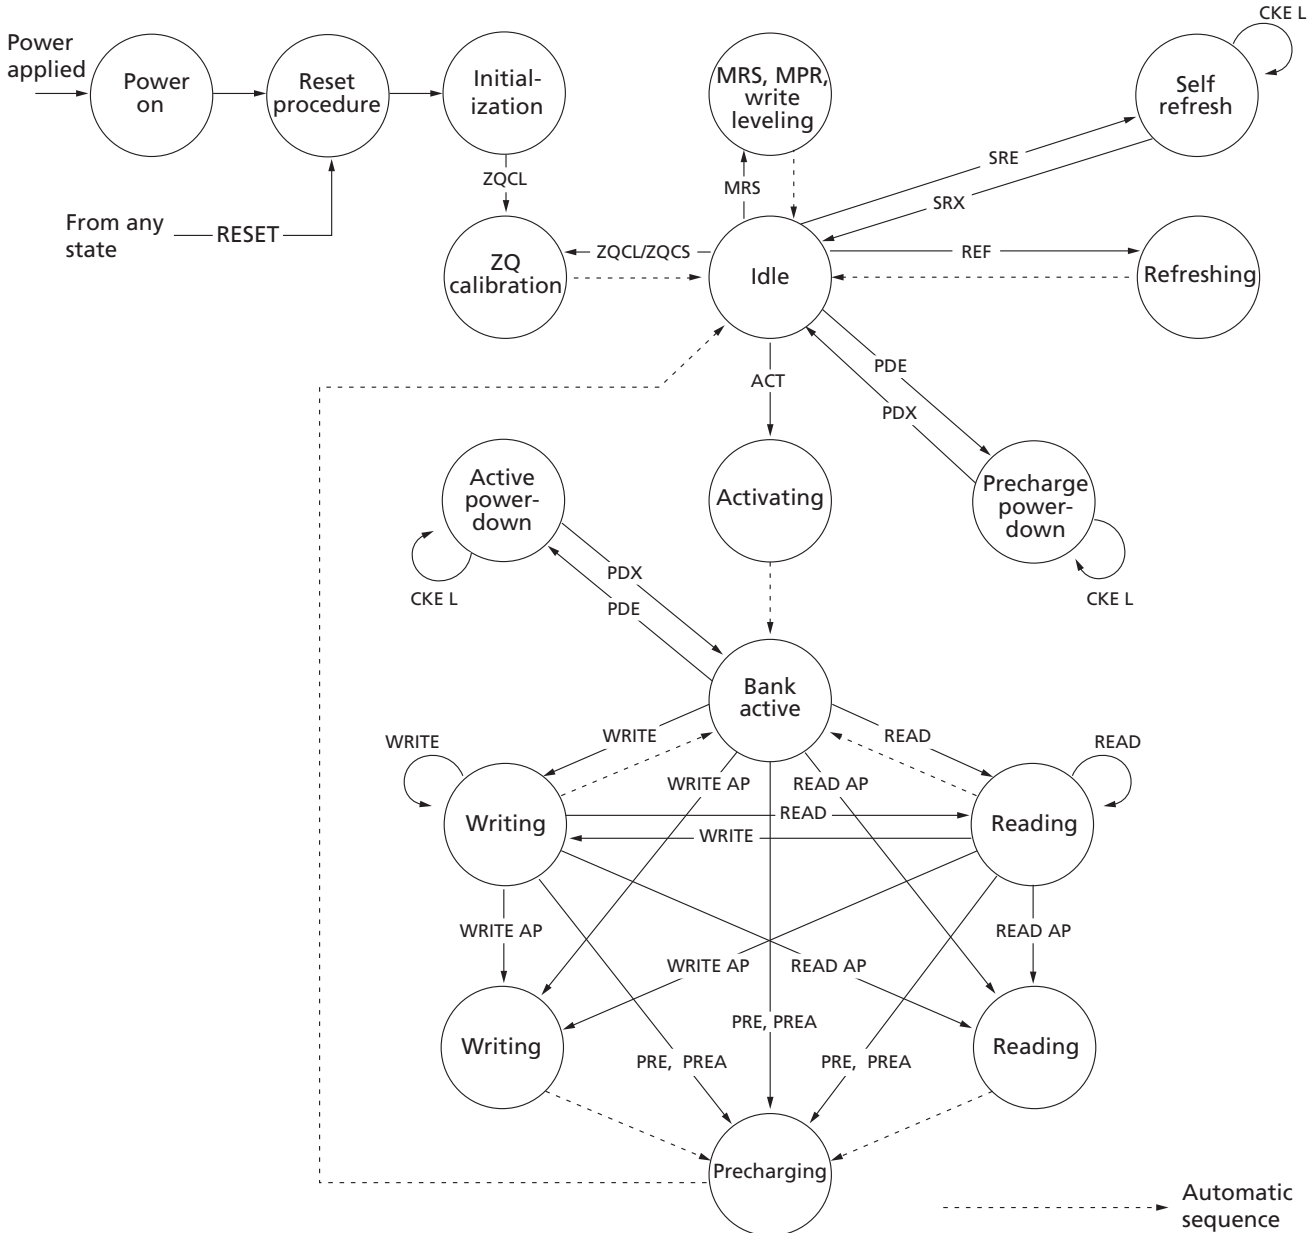 CKE L
Power
applied
Power
on
Reset
procedure
Initial-
ization
MRS, MPR,
write
leveling
Self
refresh
SRE
ZQCL
MRS
SRX
From any
state
RESET
ZQCL/ZQCS
REF
ZQ
calibration
Idle
Refreshing
PDE
ACT
PDX
Active
power-
down
Activating
Precharge
power-
down
PDX
CKE L
PDE
CKE L
Bank
active
WRITE
WRITE
READ
READ
WRITE AP
READ AP
Writing
READ
Reading
WRITE
WRITE AP
READ AP
WRITE AP
READ AP
PRE, PREA
Writing
Reading
PRE, PREA
PRE, PREA
Precharging
Automatic
sequence